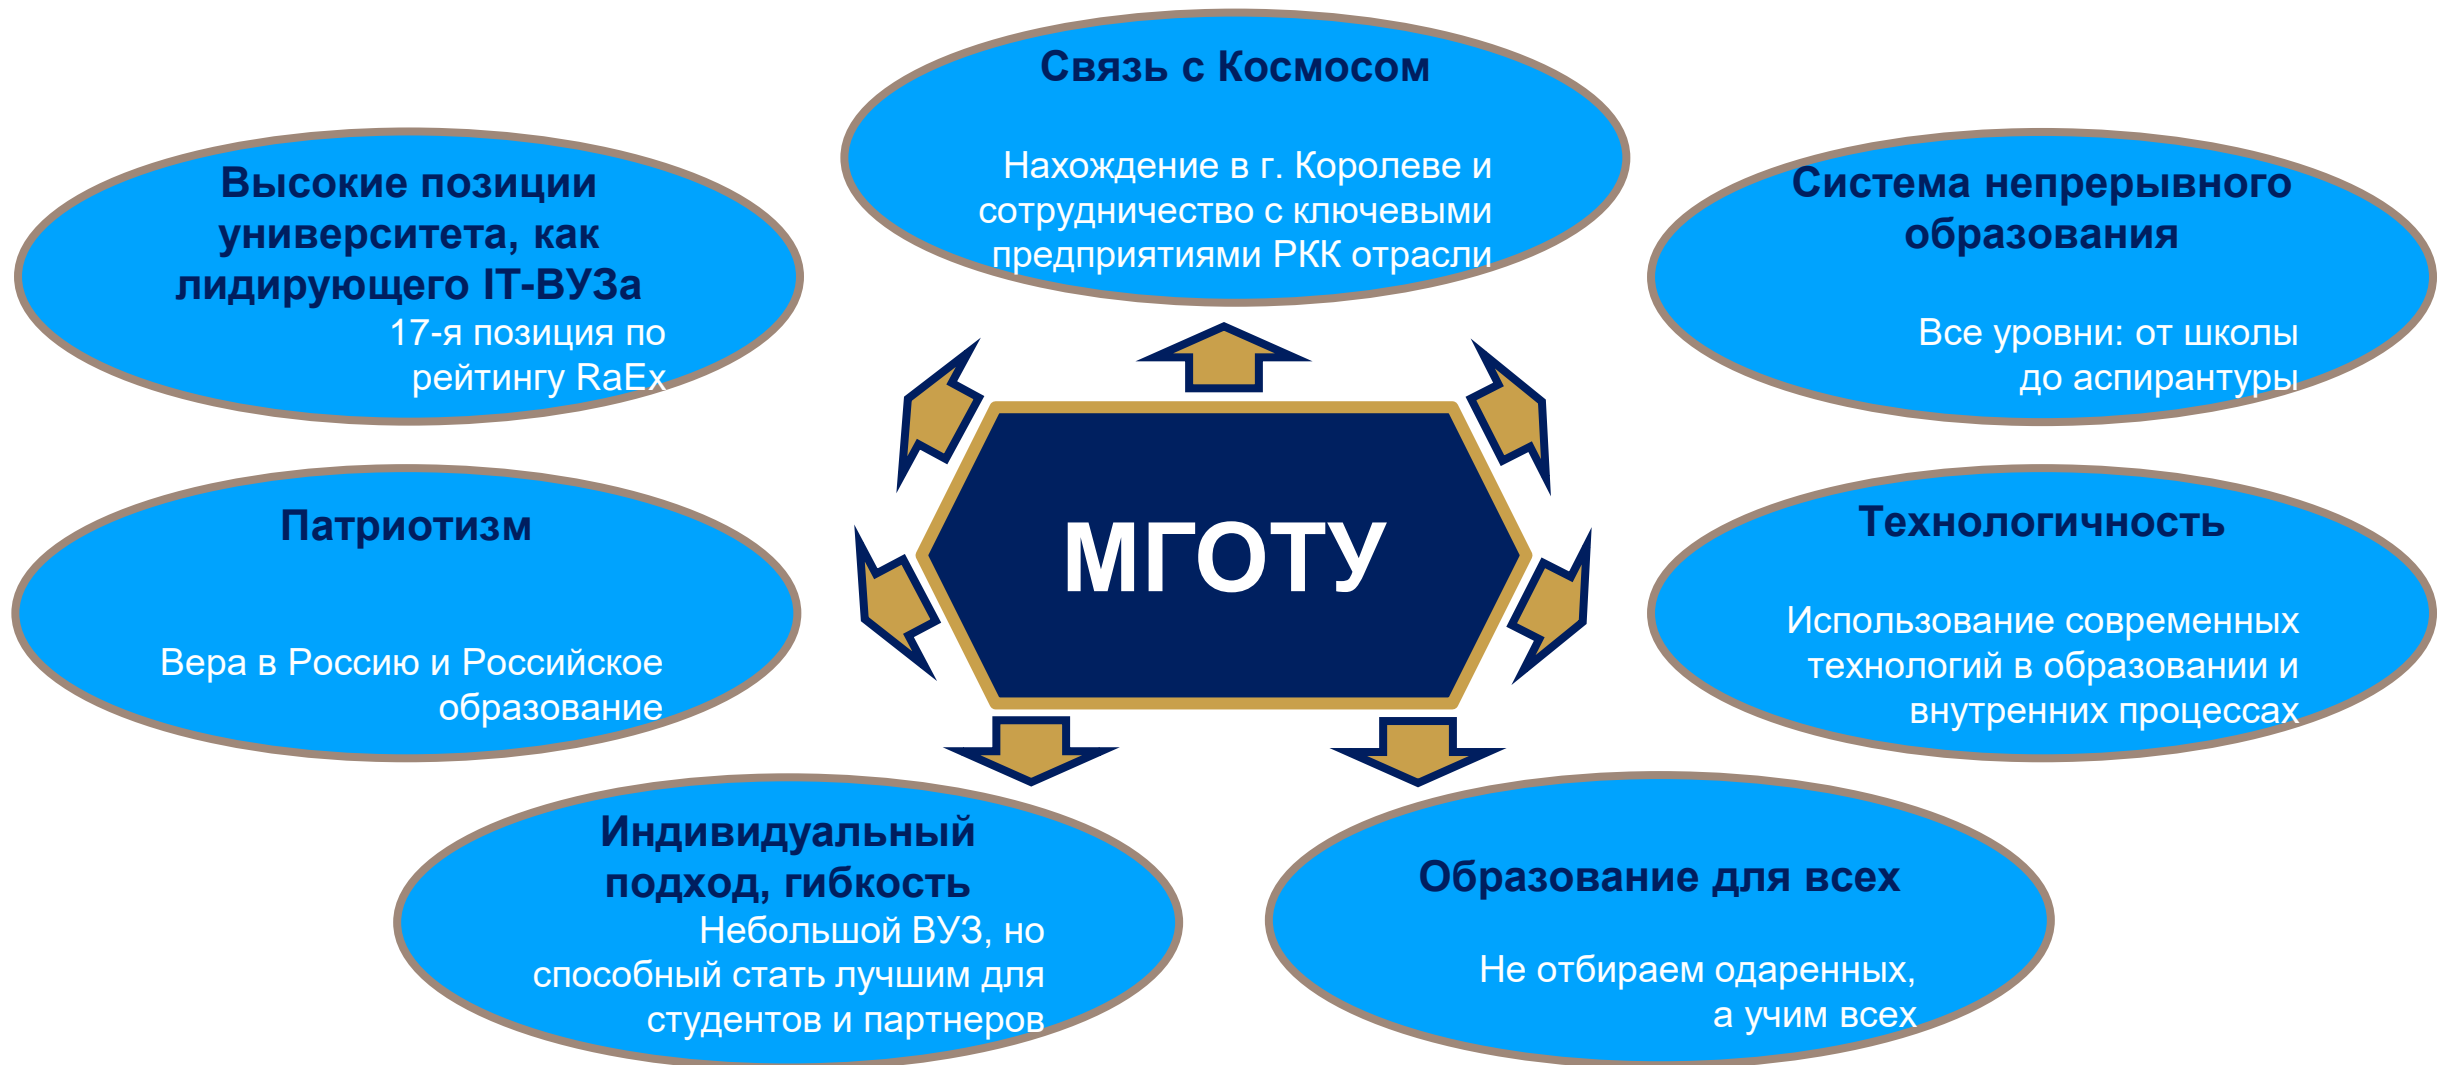 Связь с Космосом
Нахождение в г. Королеве и
сотрудничество с ключевыми
предприятиями РКК отрасли
Высокие позиции
университета, как
лидирующего IT-ВУЗа
17-я позиция по
рейтингу RaEx
Система непрерывного
образования
Все уровни: от школы
до аспирантуры
МГОТУ
Патриотизм
Вера в Россию и Российское
образование
Технологичность
Использование современных
технологий в образовании и
внутренних процессах
Индивидуальный
подход, гибкость
Небольшой ВУЗ, но
способный стать лучшим для
студентов и партнеров
Образование для всех
Не отбираем одаренных,
а учим всех